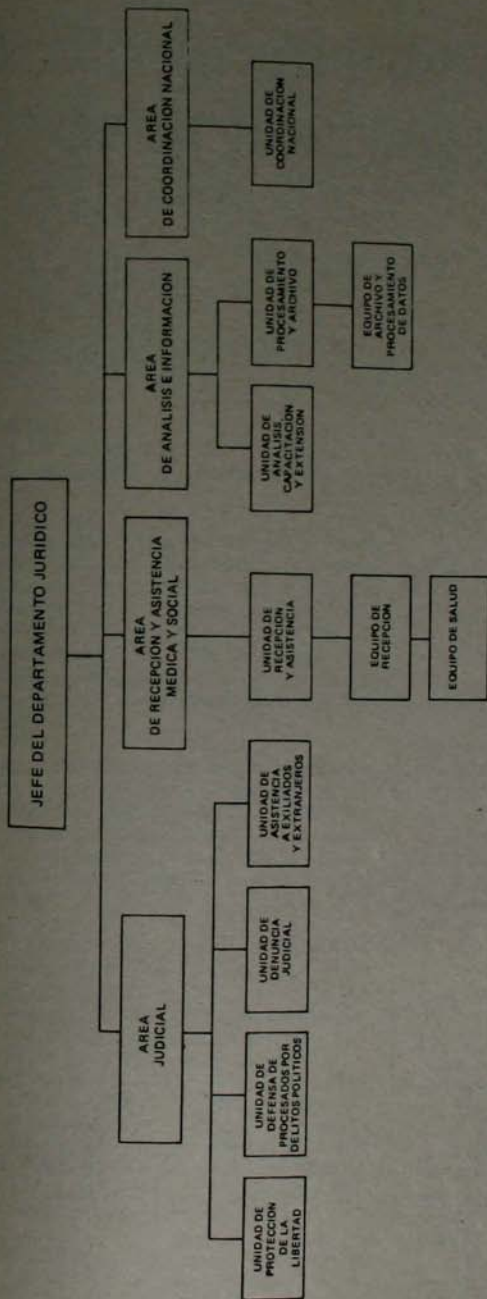 JEFE DEL DEPARTAMENTO JURIDICO
AREA
JUDICIAL
AREA
DE RECEPCION Y ASISTENCIA
MEDICA Y SOCIAL
AREA
DE ANALISIS E INFORMACION
AREA
DE COORDINACION NACIONAL
UNIDAD DE
PROTECCION
DE LA
LIBERTAD
UNIDAD DE
DEFENSA DE
PROCESADOS POR
DELITOS POLITICOS
UNIDAD DE
DENUNCIA
JUDICIAL
UNIDAD DE
ASISTENCIA
A EXILIADOS
Y EXTRANJEROS
UNIDAD DE
RECEPCION
Y ASISTENCIA
UNIDAD DE
ANALISIS,
CAPACITACION
Y EXTENSION
UNIDAD DE
PROCESAMIENTO
Y ARCHIVO
UNIDAD DE
COORDINACION
NACIONAL
EQUIPO DE
RECEPCION
EQUIPO DE
ARCHIVO Y
PROCESAMIENTO
DE DATOS
EQUIPO DE SALUD